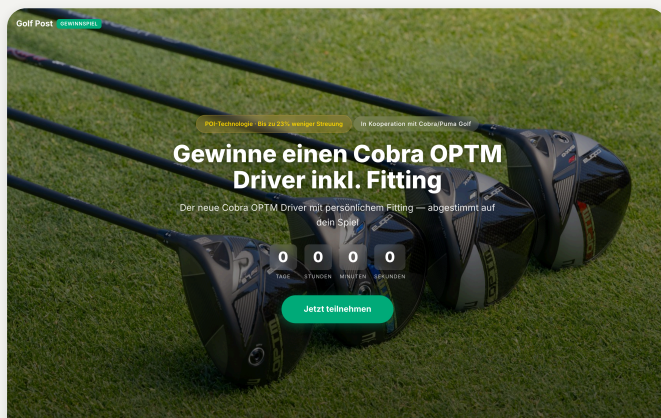 Golf Post GEWINNSPIEL
POI-Technologie · Bis zu 23% weniger Streuung In Kooperation mit Cobra/Puma Golf
Gewinne einen Cobra OPTM
Driver inkl. Fitting
Der neue Cobra OPTM Driver mit persönlichem Fitting — abgestimmt auf
dein Spiel
0 0 0 0
TAGE STUNDEN MINUTEN SEKUNDEN
Jetzt teilnehmen
OPTM